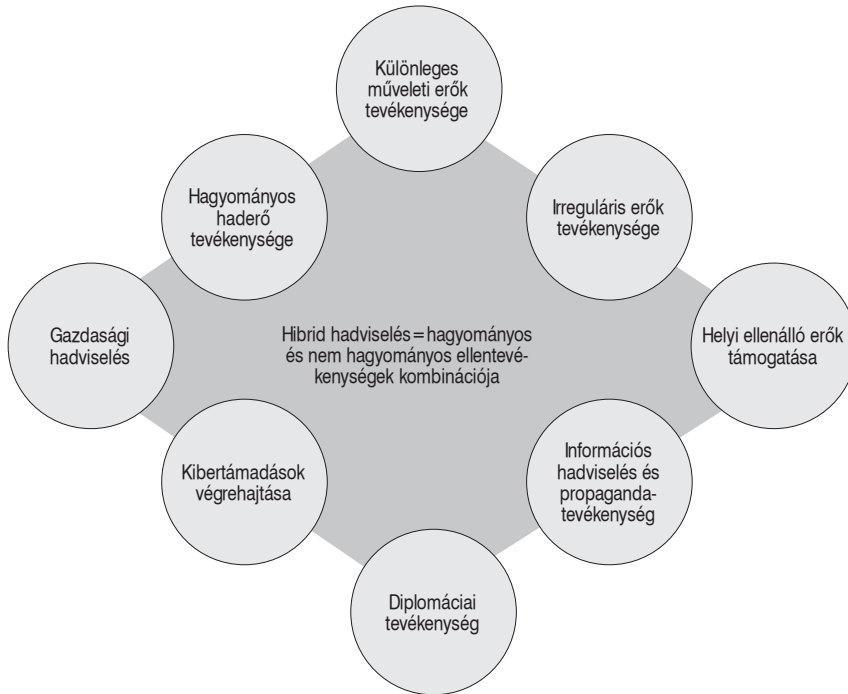 Különleges
műveleti erők
tevékenysége
Hagyományos
haderő
tevékenysége
Irreguláris erők
tevékenysége
Gazdasági
hadviselés
Hibrid hadviselés=hagyományos
és nem hagyományos ellentevé-
kenységek kombinációja
Helyi ellenálló erők
támogatása
Kibertámadások
végrehajtása
Információs
hadviselés és
propaganda-
tevékenység
Diplomáciai
tevékenység